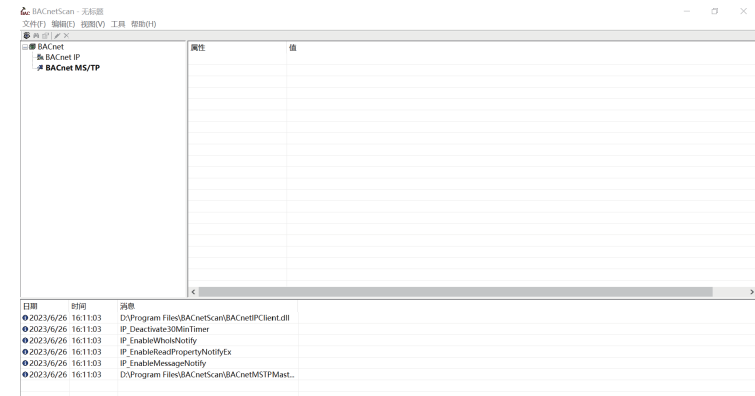 BACnetScan - 无标题
文件(F) 编辑(E) 视图(V) 工具 帮助(H)
BACnet
BACnet IP
BACnet MS/TP
属性 值
日期 时间 消息
2023/6/26 16:11:03 D:\Program Files\BACnetScan\BACnetIPClient.dll
2023/6/26 16:11:03 IP_Deactivate30MinTimer
2023/6/26 16:11:03 IP_EnableWhoIsNotify
2023/6/26 16:11:03 IP_EnableReadPropertyNotifyEx
2023/6/26 16:11:03 IP_EnableMessageNotify
2023/6/26 16:11:03 D:\Program Files\BACnetScan\BACnetMSTPMast...